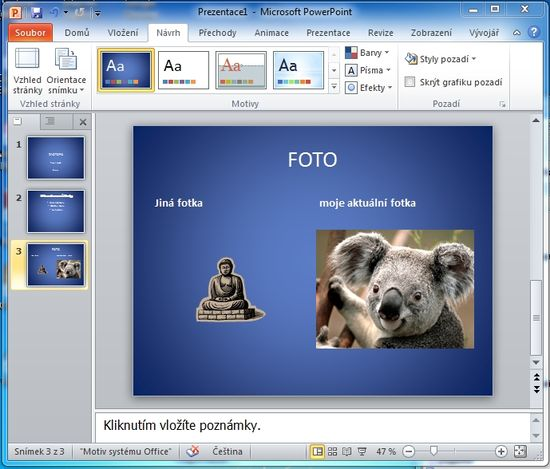 Prezentace1 - Microsoft PowerPoint
Soubor Domů Vložení Návrh Přechody Animace Prezentace Revize Zobrazení Vývojář
Vzhled stránky
Orientace snímku
Vzhled stránky
Aa Aa Aa Aa
Motivy
Barvy
Písma
Efekty
Styly pozadí
Skrýt grafiku pozadí
Pozadí
1
2
3
FOTO
FOTO
Jiná fotka
moje aktuální fotka
Kliknutím vložíte poznámky.
Snímek 3 z 3 "Motiv systému Office" Čeština 47 %